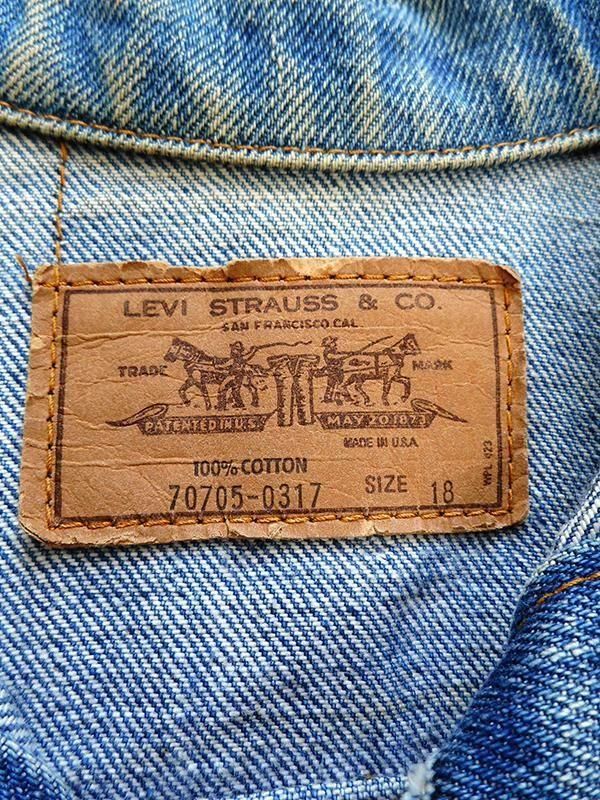 LEVI STRAUSS & CO.
SAN FRANCISCO CAL
TRADE MARK
PATENTED IN U.S. MAY 20 1873
MADE IN U.S.A.
WPL 423
100% COTTON
70705-0317 SIZE 18